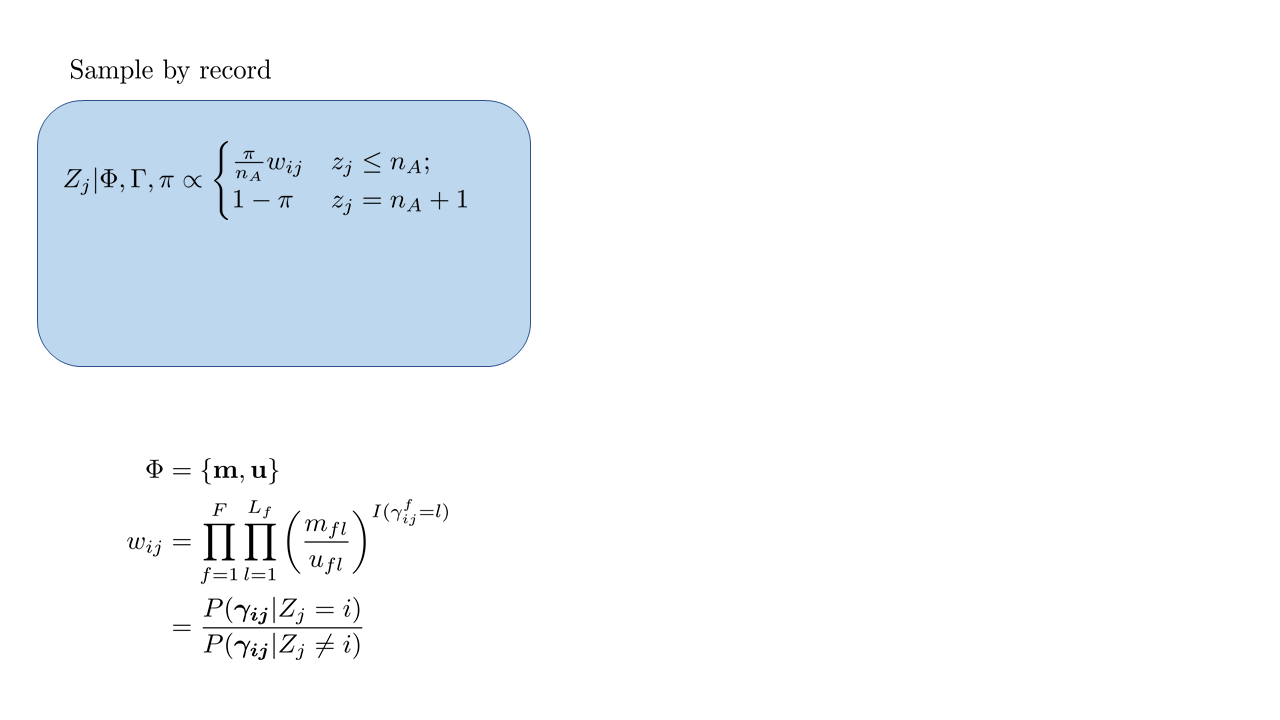 Sample by record
$Z_j | \Phi, \Gamma, \pi \propto \begin{cases} \frac{\pi}{n_A} w_{ij} & z_j \leq n_A; \\ 1 - \pi & z_j = n_A + 1 \end{cases}$
$\Phi = \{\mathbf{m}, \mathbf{u}\}$
$w_{ij} = \prod_{f=1}^{F} \prod_{l=1}^{L_f} \left( \frac{m_{fl}}{u_{fl}} \right)^{I(\gamma_{ij}^f = l)}$
$= \frac{P(\boldsymbol{\gamma_{ij}} | Z_j = i)}{P(\boldsymbol{\gamma_{ij}} | Z_j \neq i)}$